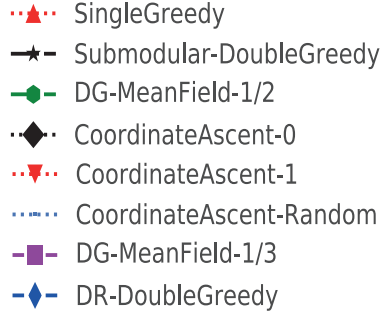 SingleGreedy
Submodular-DoubleGreedy
DG-MeanField-1/2
CoordinateAscent-0
CoordinateAscent-1
CoordinateAscent-Random
DG-MeanField-1/3
DR-DoubleGreedy